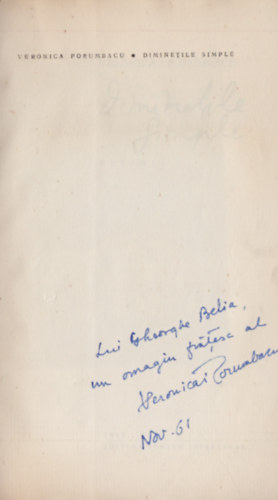 VERONICA PORUMBACU • DIMINEȚILE SIMPLE
Lui Gheorghe Belia,
un omagiu frățesc al
Veronicăi Porumbacu
Nov. 61